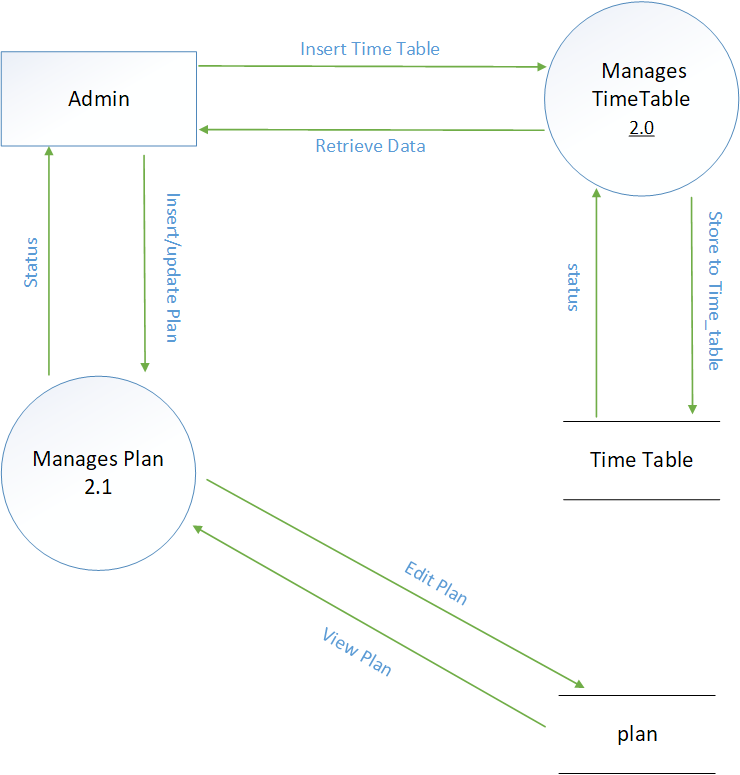 Insert Time Table
Admin
Manages
TimeTable
2.0
Retrieve Data
Status
Insert/update Plan
status
Store to Time_table
Manages Plan
2.1
Time Table
Edit Plan
View Plan
plan